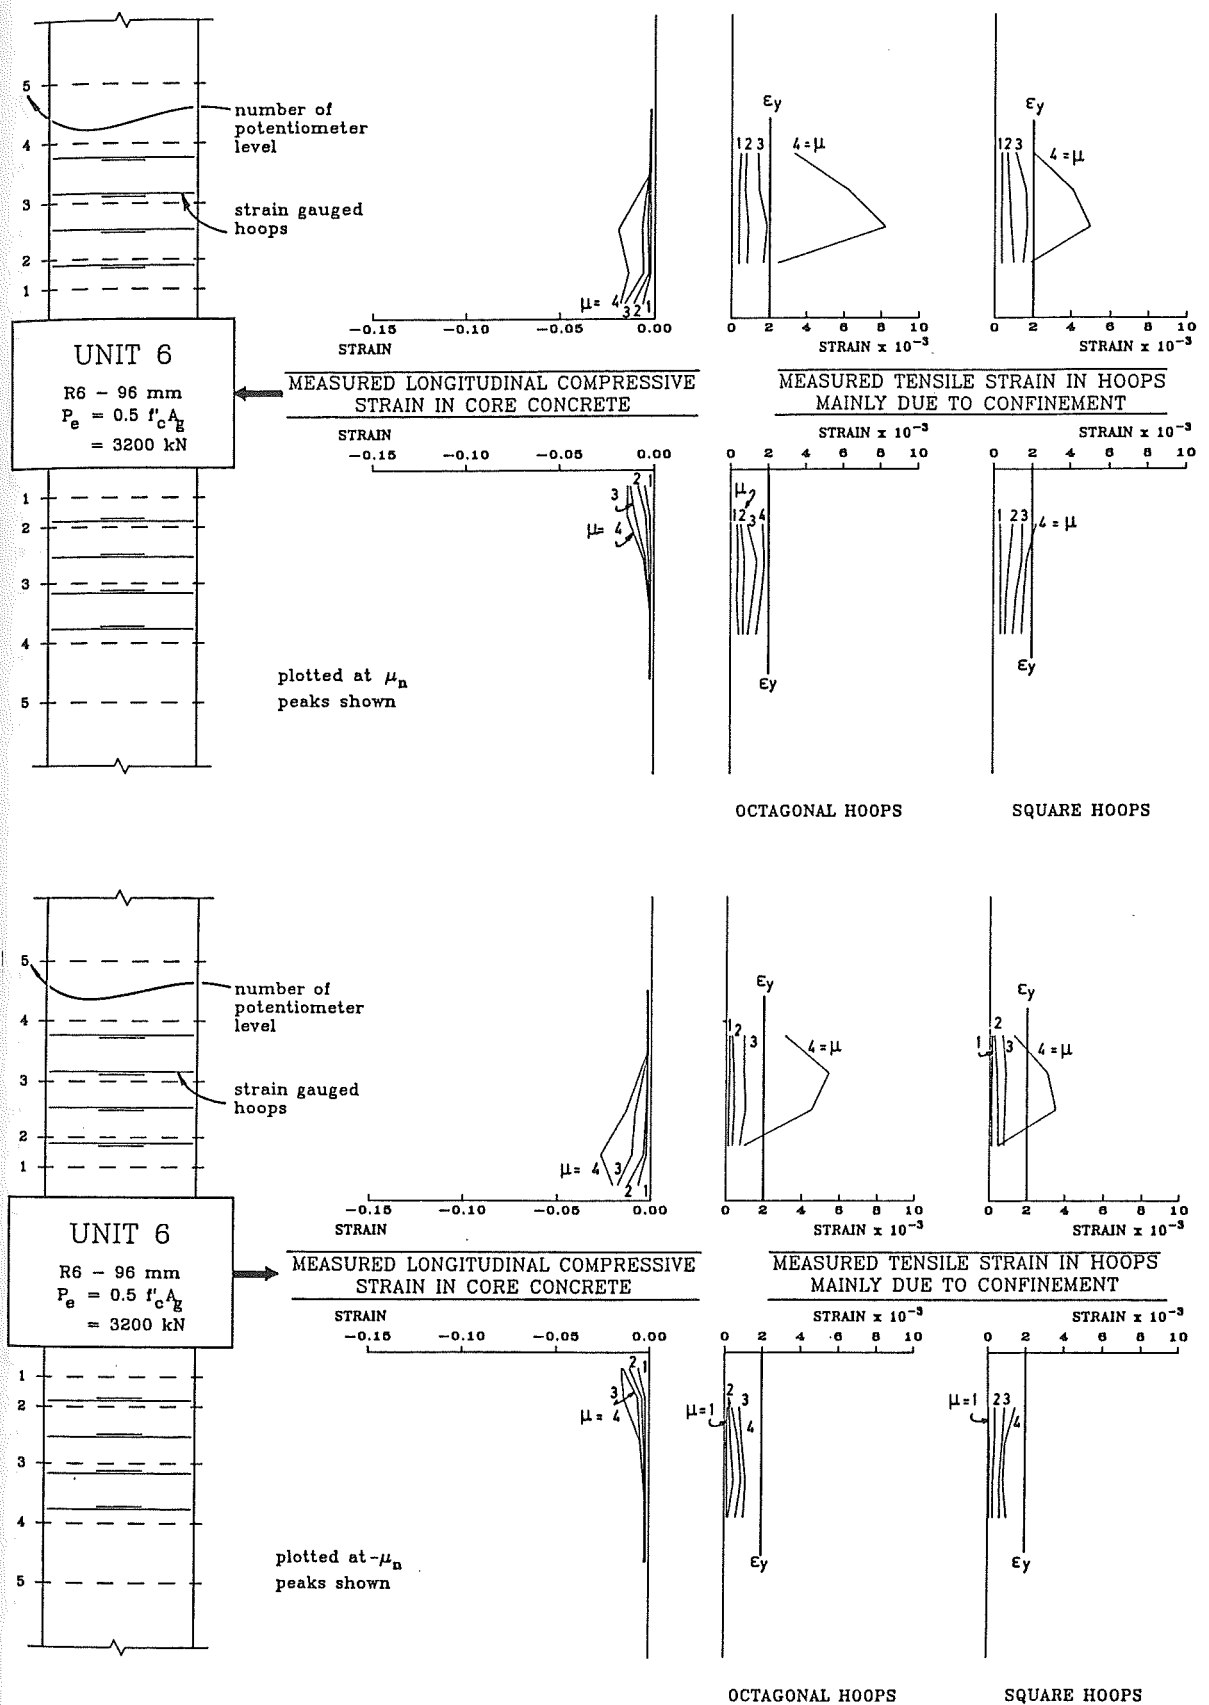 5
number of
potentiometer
level
4
3
strain gauged
hoops
2
1
μ= 4 3 2 1
-0.15 -0.10 -0.05 0.00
STRAIN
εy
1 2 3 4=μ
0 2 4 6 8 10
STRAIN x 10⁻³
εy
1 2 3 4=μ
0 2 4 6 8 10
STRAIN x 10⁻³
UNIT 6
R6 - 96 mm
Pe = 0.5 f'c Ag
= 3200 kN
MEASURED LONGITUDINAL COMPRESSIVE
STRAIN IN CORE CONCRETE
MEASURED TENSILE STRAIN IN HOOPS
MAINLY DUE TO CONFINEMENT
STRAIN
-0.15 -0.10 -0.05 0.00
STRAIN x 10⁻³
0 2 4 6 8 10
STRAIN x 10⁻³
0 2 4 6 8 10
1
2
3
4
5
2 1
3
μ= 4
μ
1 2 3 4
εy
1 2 3 4=μ
εy
plotted at μn
peaks shown
OCTAGONAL HOOPS
SQUARE HOOPS
5
number of
potentiometer
level
4
3
strain gauged
hoops
2
1
μ= 4 3 2 1
-0.15 -0.10 -0.05 0.00
STRAIN
εy
1 2 3 4=μ
0 2 4 6 8 10
STRAIN x 10⁻³
εy
1 2 3 4=μ
0 2 4 6 8 10
STRAIN x 10⁻³
UNIT 6
R6 - 96 mm
Pe = 0.5 f'c Ag
= 3200 kN
MEASURED LONGITUDINAL COMPRESSIVE
STRAIN IN CORE CONCRETE
MEASURED TENSILE STRAIN IN HOOPS
MAINLY DUE TO CONFINEMENT
STRAIN
-0.15 -0.10 -0.05 0.00
STRAIN x 10⁻³
0 2 4 6 8 10
STRAIN x 10⁻³
0 2 4 6 8 10
1
2
3
4
5
2 1
3
μ= 4
μ=1 2 3 4
εy
μ=1 2 3 4
εy
plotted at -μn
peaks shown
OCTAGONAL HOOPS
SQUARE HOOPS